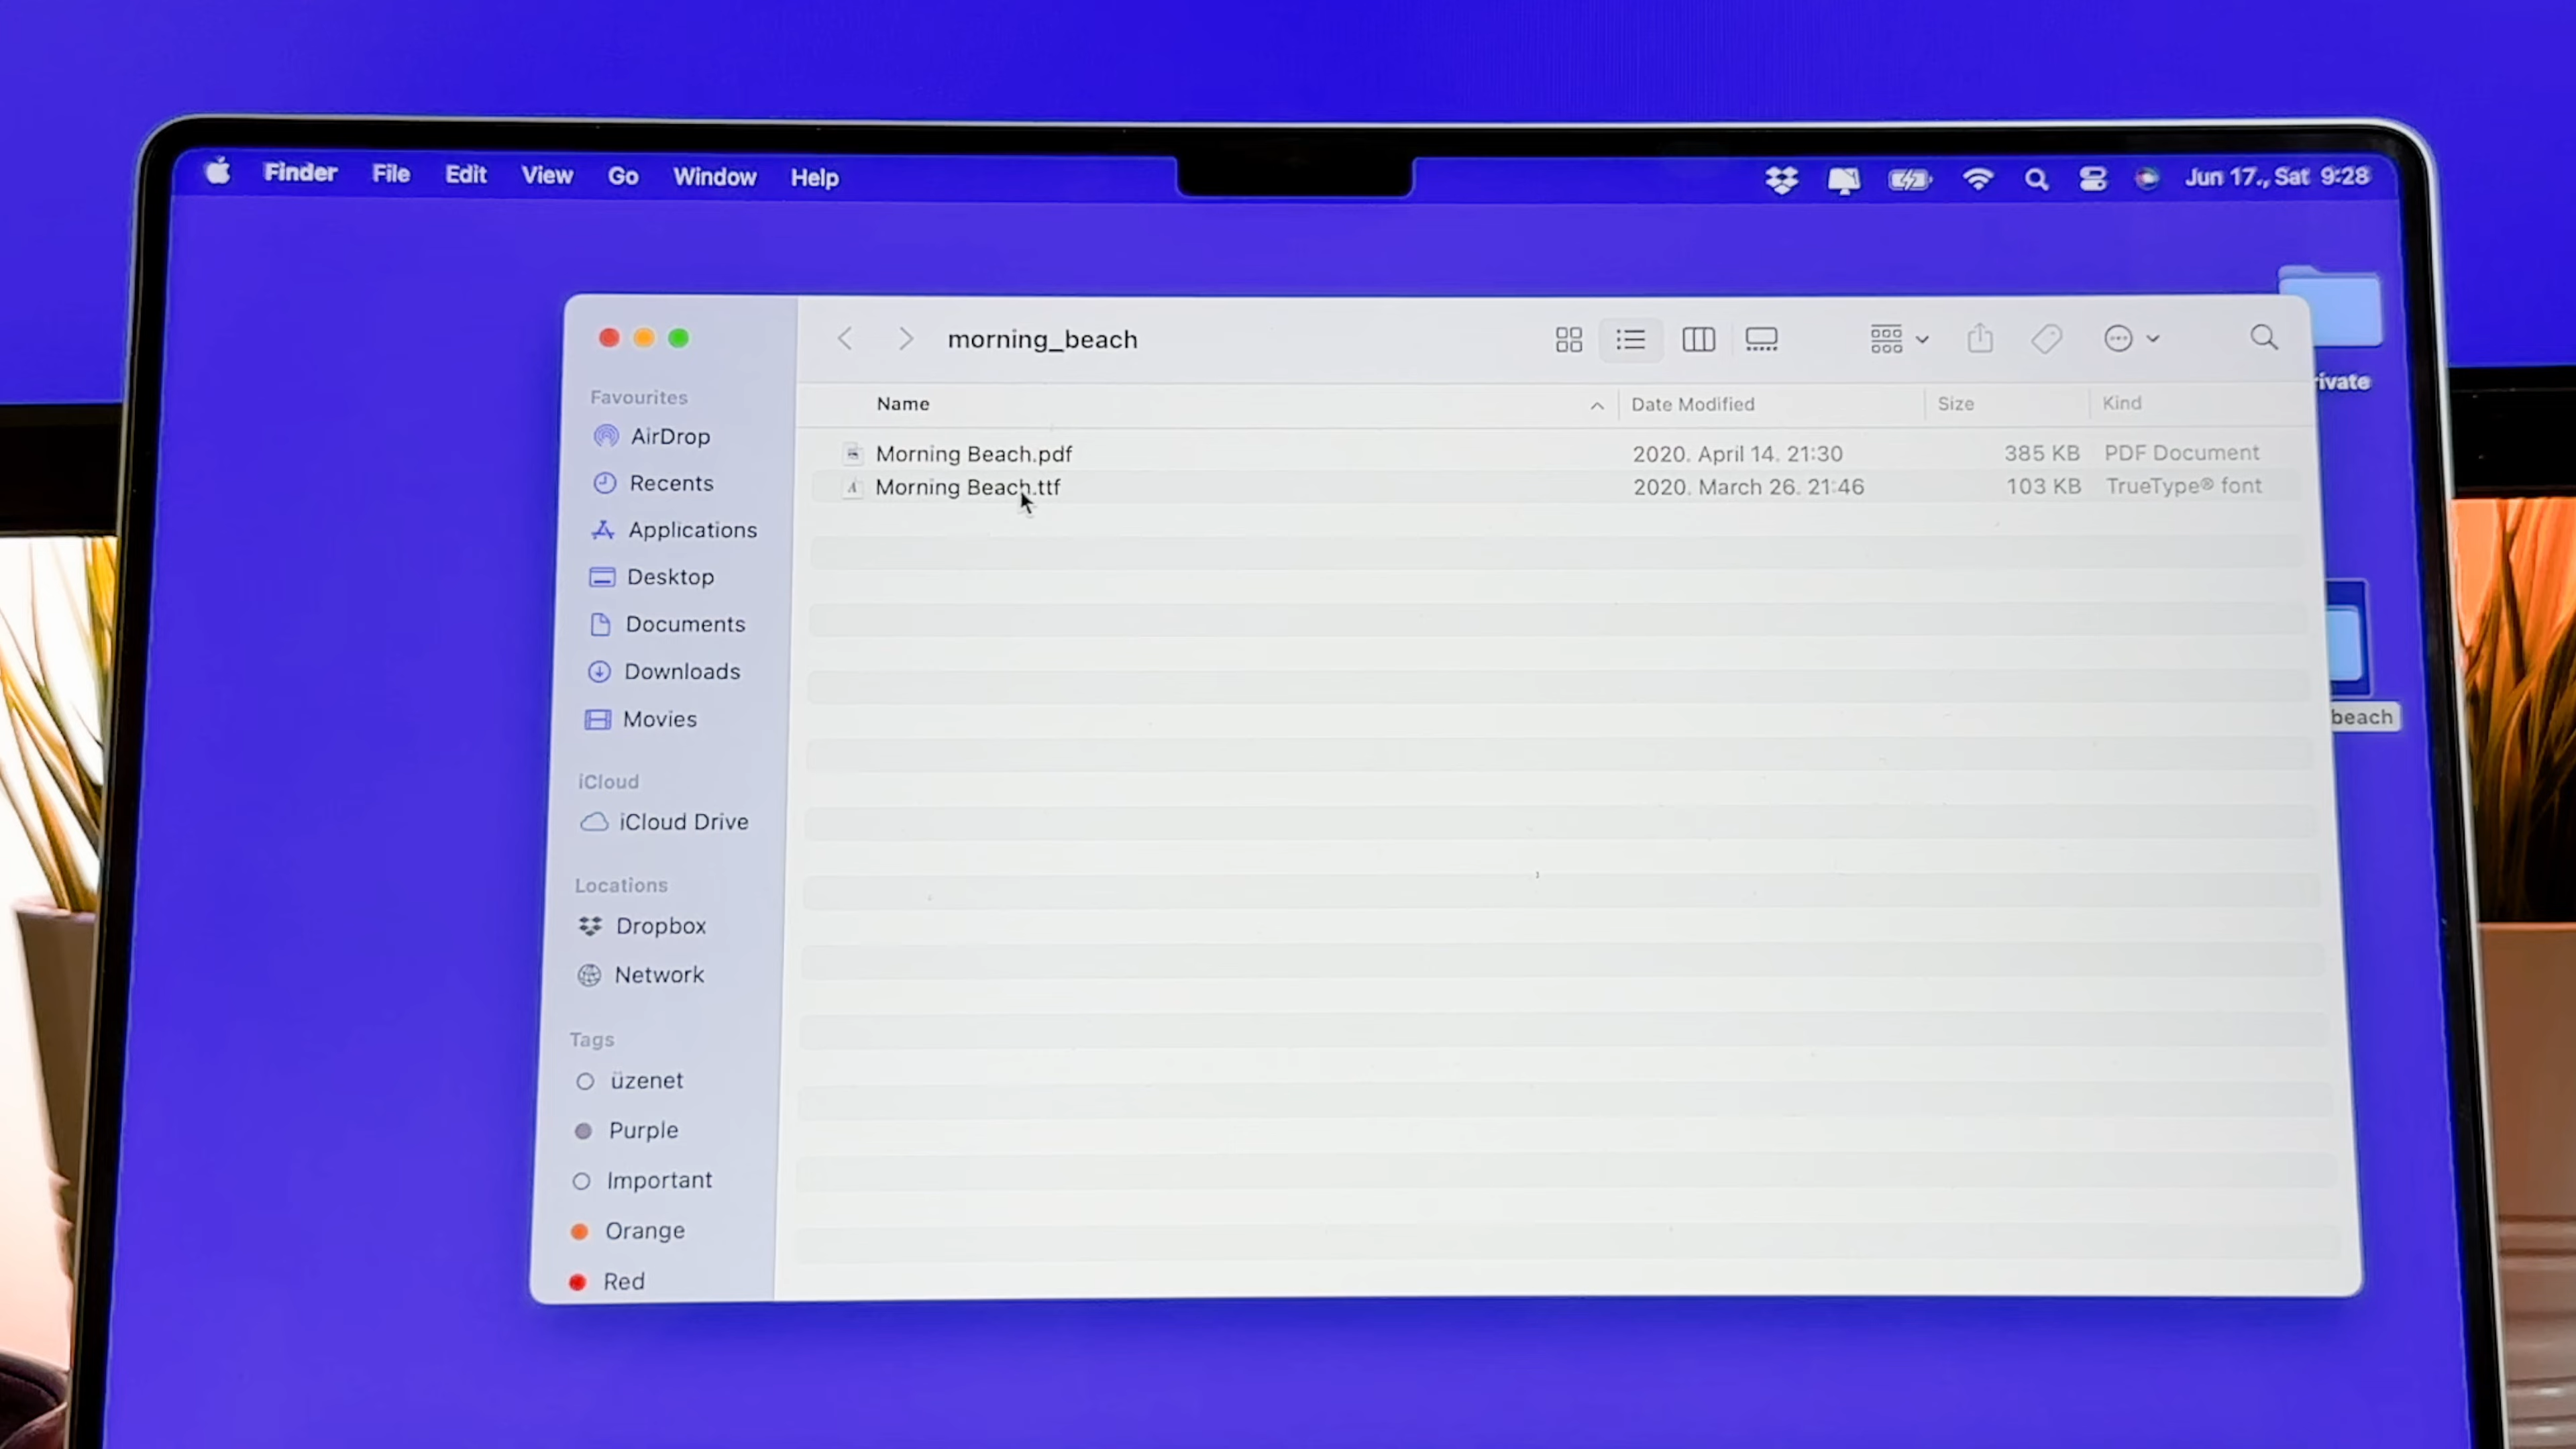 Finder File Edit View Go Window Help Jun 17., Sat 9:28
morning_beach
Favourites
AirDrop
Recents
Applications
Desktop
Documents
Downloads
Movies
iCloud
iCloud Drive
Locations
Dropbox
Network
Tags
üzenet
Purple
Important
Orange
Red
Name Date Modified Size Kind
Morning Beach.pdf 2020. April 14. 21:30 385 KB PDF Document
Morning Beach.ttf 2020. March 26. 21:46 103 KB TrueType® font
rivate
beach